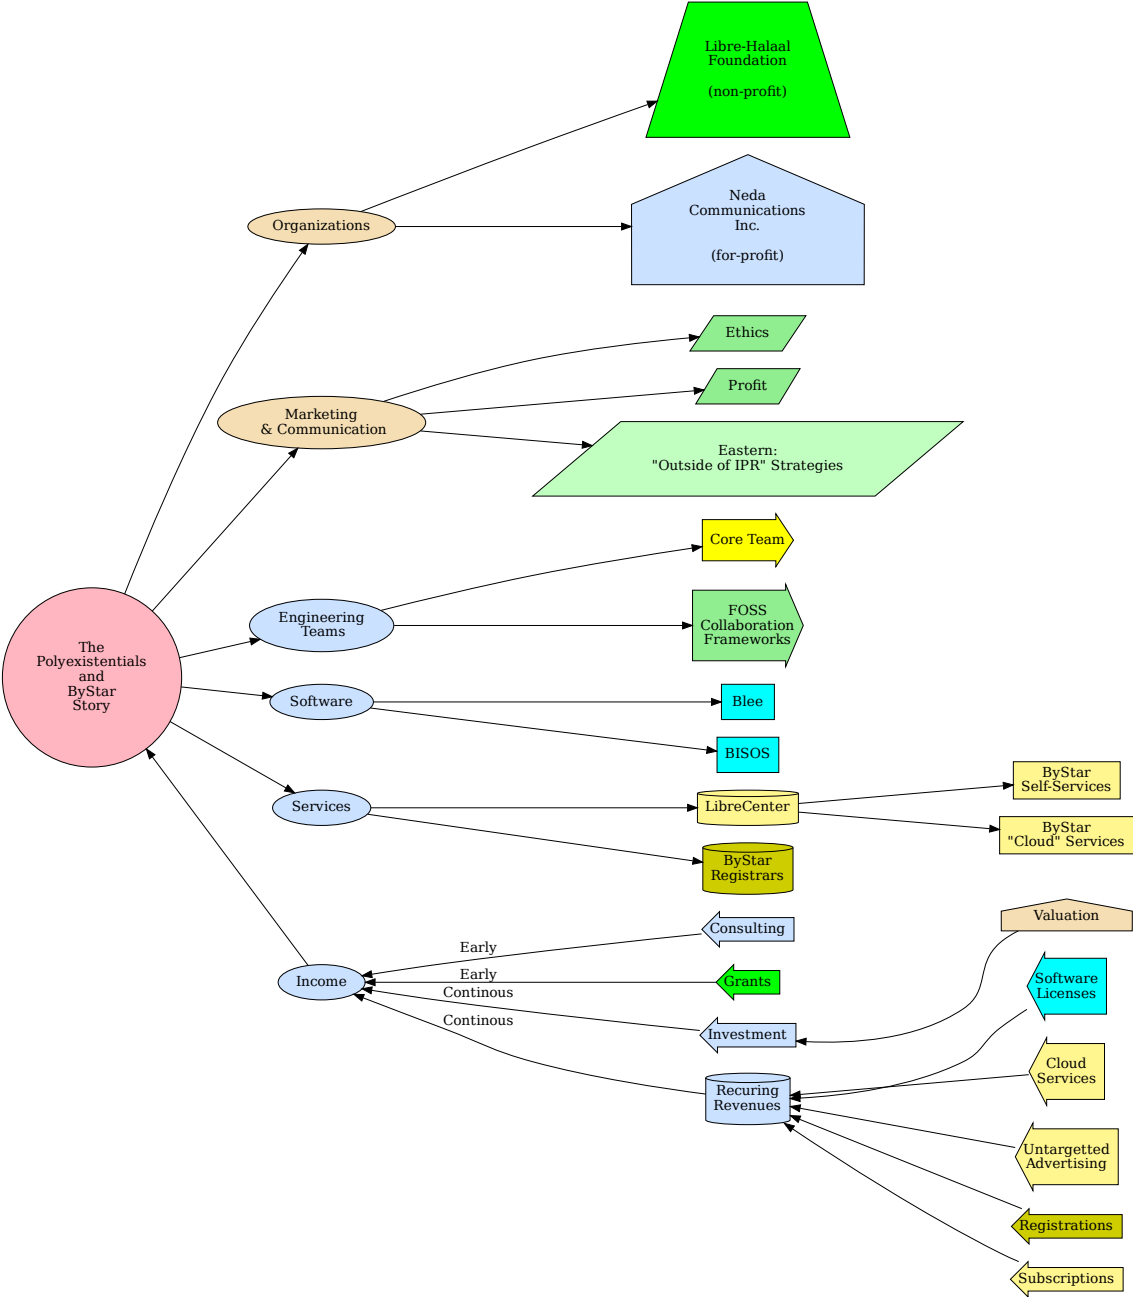 Libre-Halaal
Foundation
(non-profit)
Neda
Communications
Inc.
(for-profit)
Organizations
Ethics
Profit
Marketing
& Communication
Eastern:
"Outside of IPR" Strategies
Core Team
Engineering
Teams
FOSS
Collaboration
Frameworks
The
Polyexistentials
and
ByStar
Story
Software
Blee
BISOS
Services
LibreCenter
ByStar
Self-Services
ByStar
"Cloud" Services
ByStar
Registrars
Consulting
Valuation
Early
Income
Early
Grants
Continous
Software
Licenses
Continous
Investment
Recuring
Revenues
Cloud
Services
Untargetted
Advertising
Registrations
Subscriptions